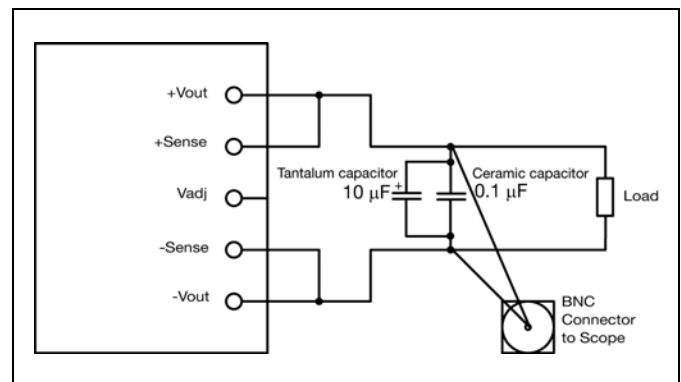 +Vout
+Sense
Vadj
-Sense
-Vout
Tantalum capacitor
10 µF
+
Ceramic capacitor
0.1 µF
Load
BNC
Connector
to Scope